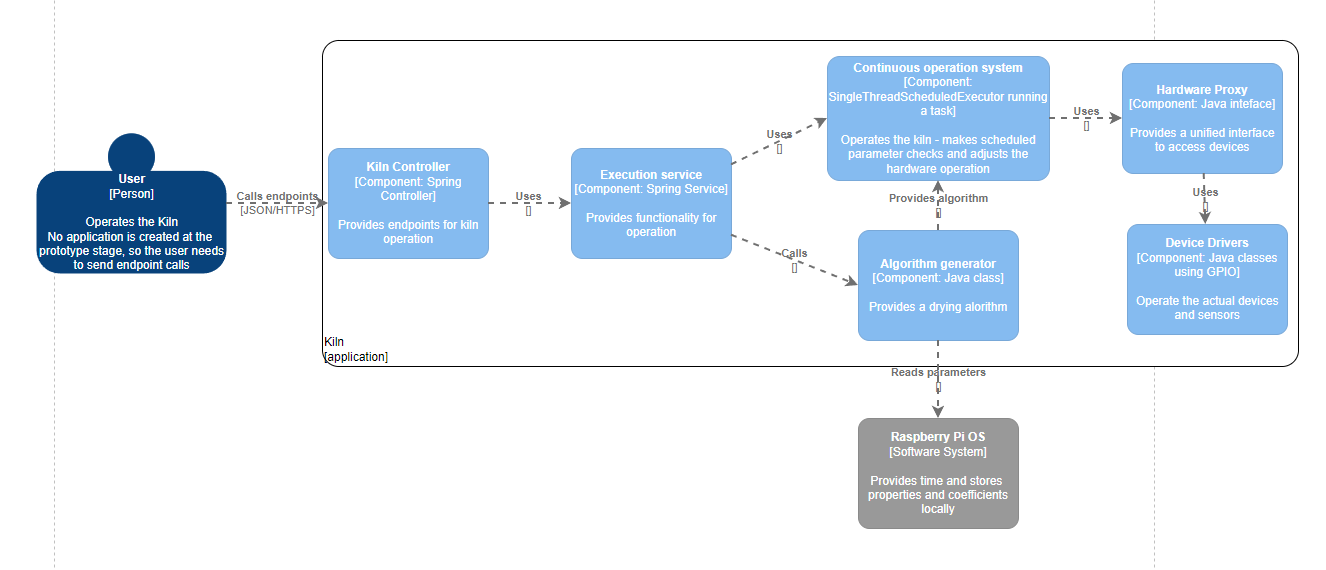 User
[Person]
Operates the Kiln
No application is created at the
prototype stage, so the user needs
to send endpoint calls
Calls endpoints
[JSON/HTTPS]
Kiln Controller
[Component: Spring
Controller]
Provides endpoints for kiln
operation
Uses
[]
Execution service
[Component: Spring Service]
Provides functionality for
operation
Uses
[]
Calls
[]
Continuous operation system
[Component:
SingleThreadScheduledExecutor running
a task]
Operates the kiln - makes scheduled
parameter checks and adjusts the
hardware operation
Provides algorithm
[]
Algorithm generator
[Component: Java class]
Provides a drying alorithm
Uses
[]
Hardware Proxy
[Component: Java inteface]
Provides a unified interface
to access devices
Uses
[]
Device Drivers
[Component: Java classes
using GPIO]
Operate the actual devices
and sensors
Kiln
[application]
Reads parameters
[]
Raspberry Pi OS
[Software System]
Provides time and stores
properties and coefficients
locally